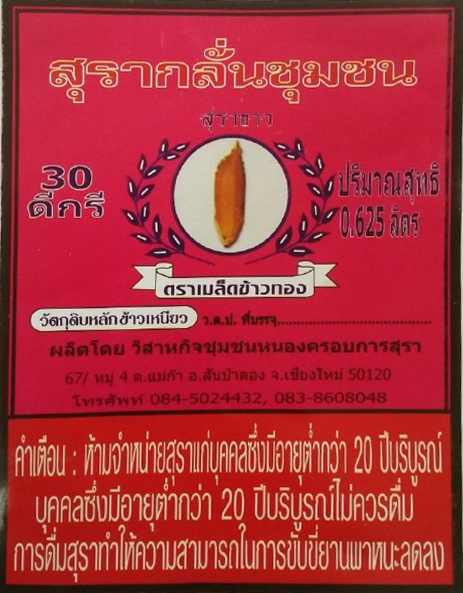 สุรากลั่นชุมชน
สุราขาว
30
ดีกรี
ปริมาณสุทธิ
0.625 ลิตร
ตราเมล็ดข้าวทอง
วัตถุดิบหลักข้าวเหนียว ว.ด.ป. ที่บรรจุ........................................
ผลิตโดย วิสาหกิจชุมชนหนองครอบการสุรา
67/ หมู่ 4 ต.แม่ก๊า อ.สันป่าตอง จ.เชียงใหม่ 50120
โทรศัพท์ 084-5024432, 083-8608048
คำเตือน : ห้ามจำหน่ายสุราแก่บุคคลซึ่งมีอายุต่ำกว่า 20 ปีบริบูรณ์
บุคคลซึ่งมีอายุต่ำกว่า 20 ปีบริบูรณ์ไม่ควรดื่ม
การดื่มสุราทำให้ความสามารถในการขับขี่ยานพาหนะลดลง